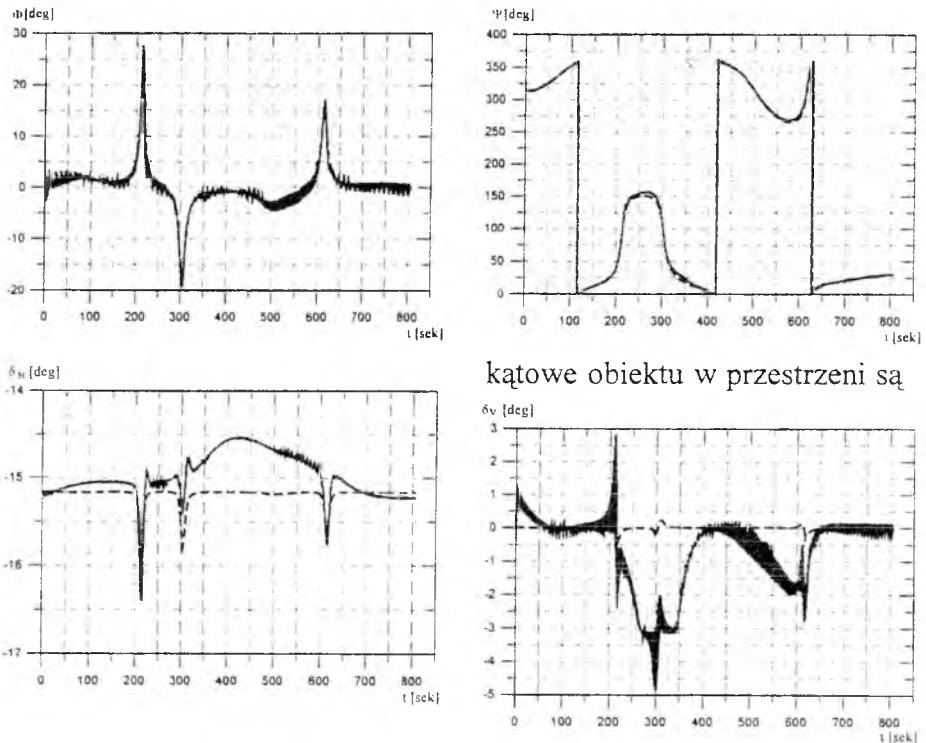 Φ [deg]
30
20
10
0
-10
-20
0 100 200 300 400 500 600 700 800
t [sek]
Ψ [deg]
400
350
300
250
200
150
100
50
0
0 100 200 300 400 500 600 700 800
t [sek]
δH [deg]
-14
-15
-16
-17
0 100 200 300 400 500 600 700 800
t [sek]
kątowe obiektu w przestrzeni są
δV [deg]
3
2
1
0
-1
-2
-3
-4
-5
0 100 200 300 400 500 600 700 800
t [sek]